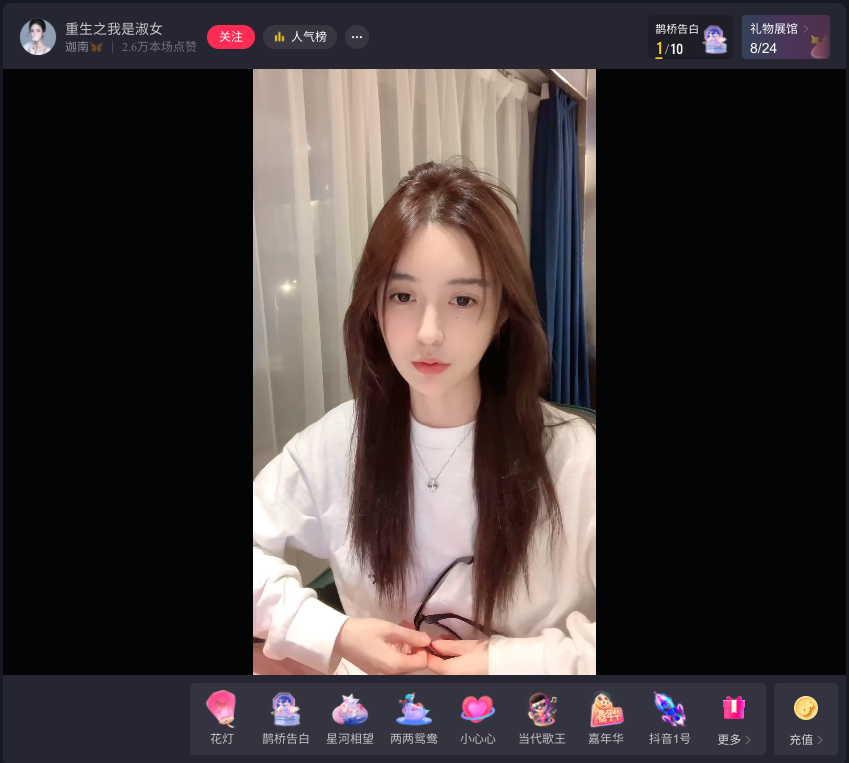 重生之我是淑女
迦南 2.6万本场点赞
关注
人气榜
鹊桥告白
1/10
礼物展馆
8/24
花灯
鹊桥告白
星河相望
两两鸳鸯
小心心
当代歌王
嘉年华
嘉年华
抖音1号
更多
充值